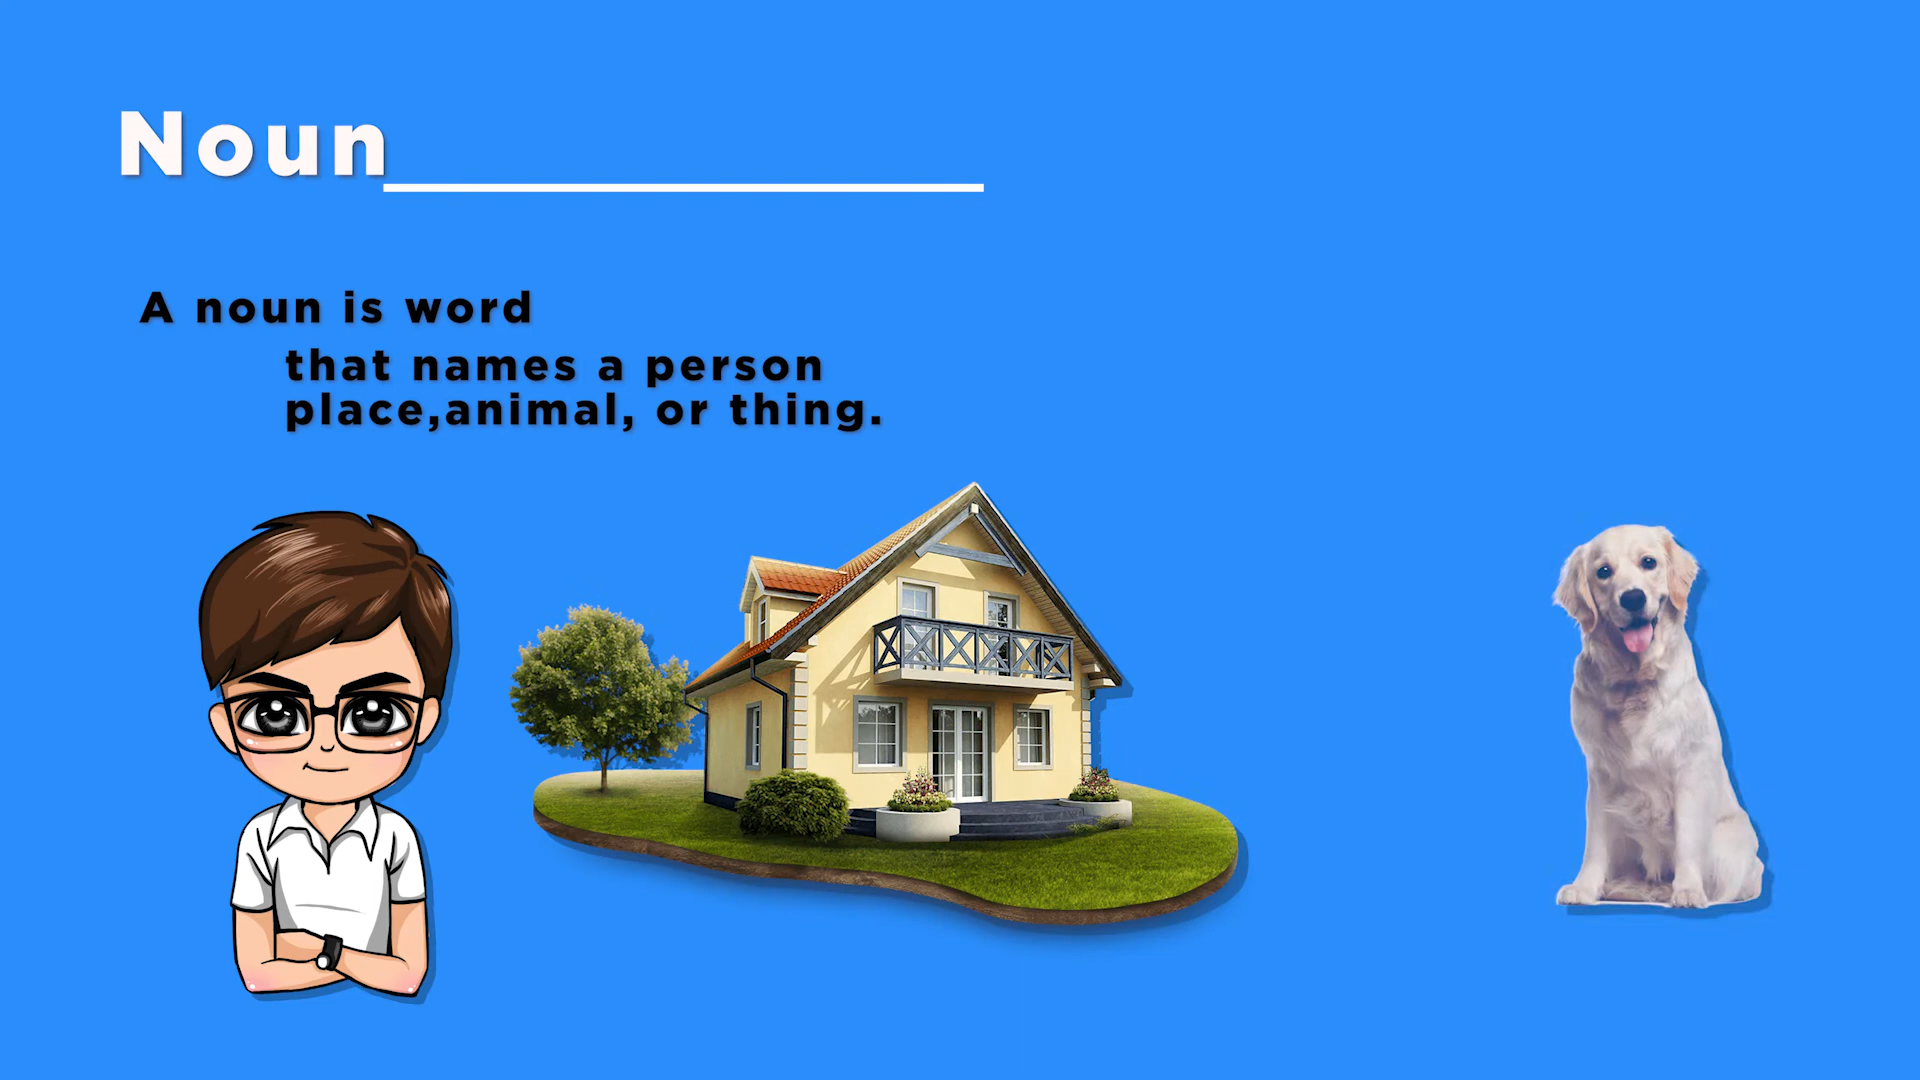 Noun
A noun is word
that names a person
place,animal, or thing.